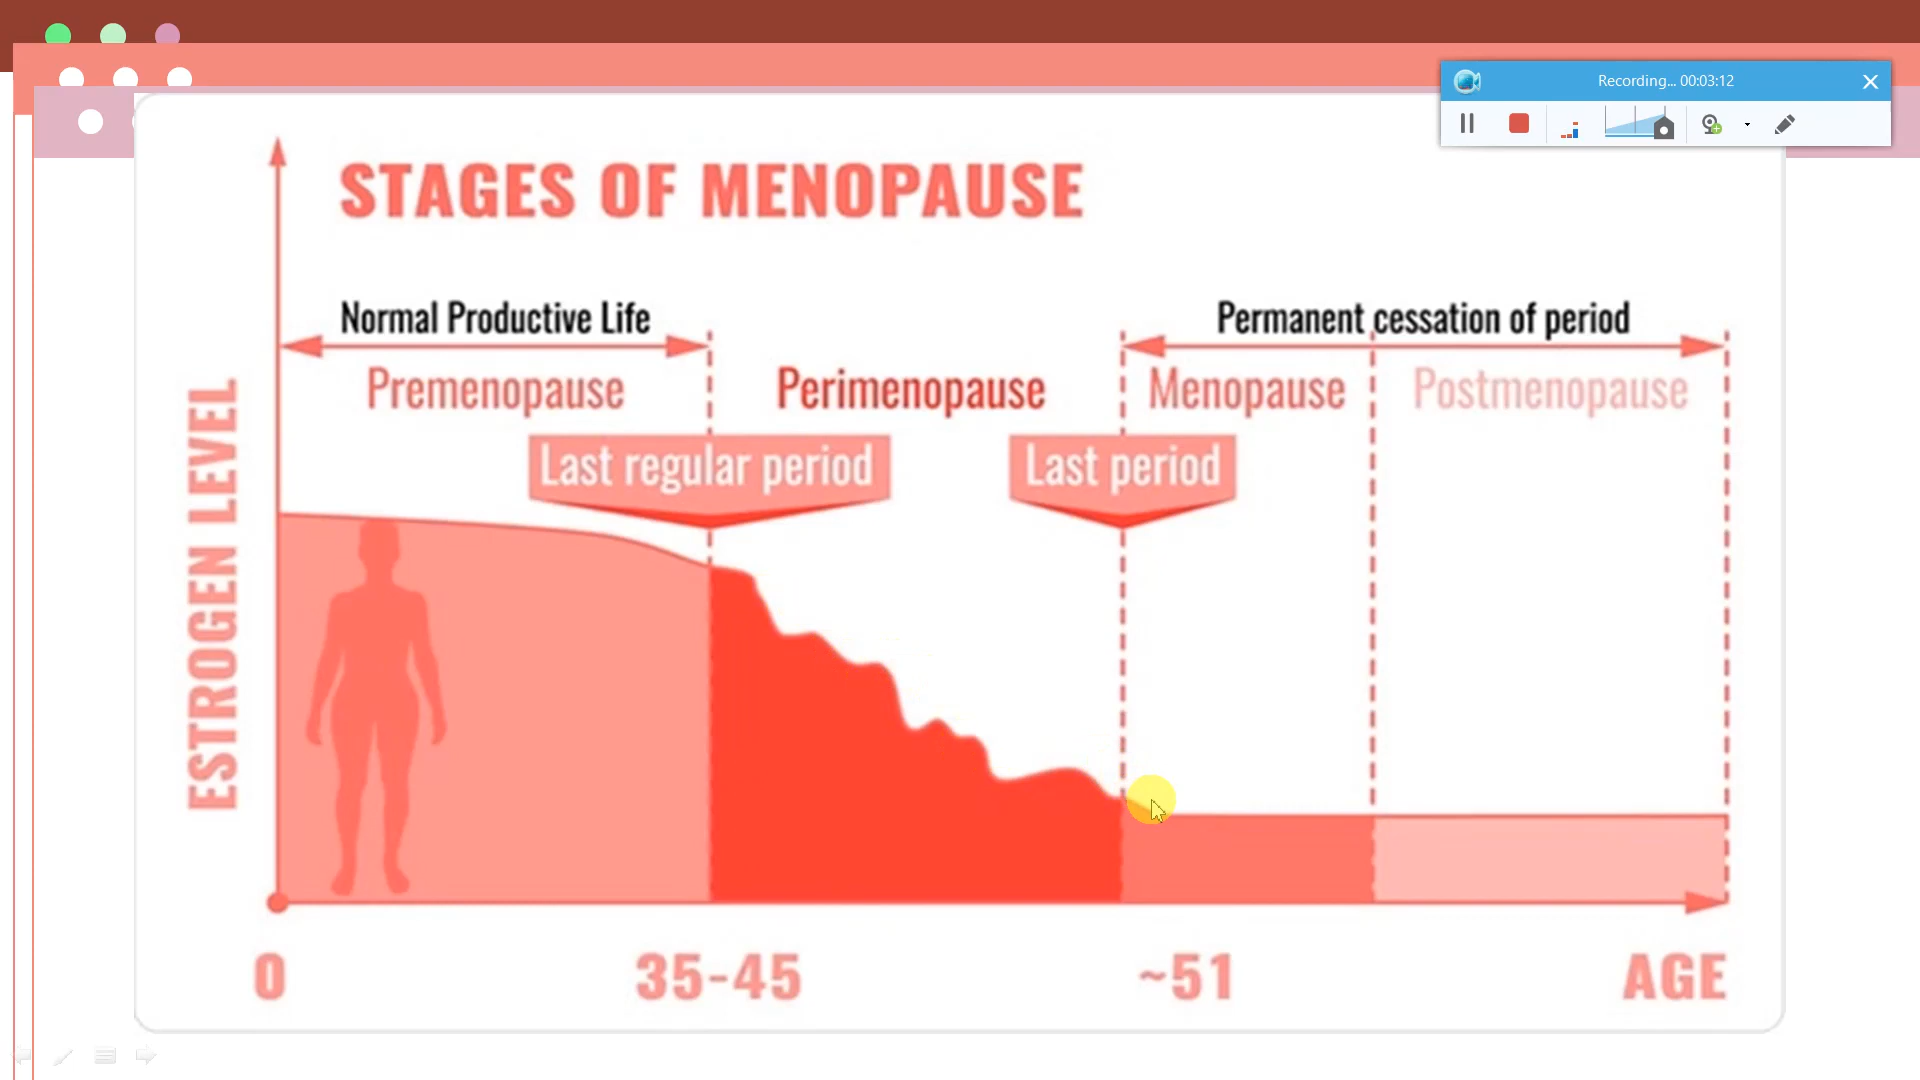 Recording... 00:03:12
STAGES OF MENOPAUSE
Normal Productive Life
Permanent cessation of period
Premenopause
Perimenopause
Menopause
Postmenopause
Last regular period
Last period
ESTROGEN LEVEL
0
35-45
~51
AGE